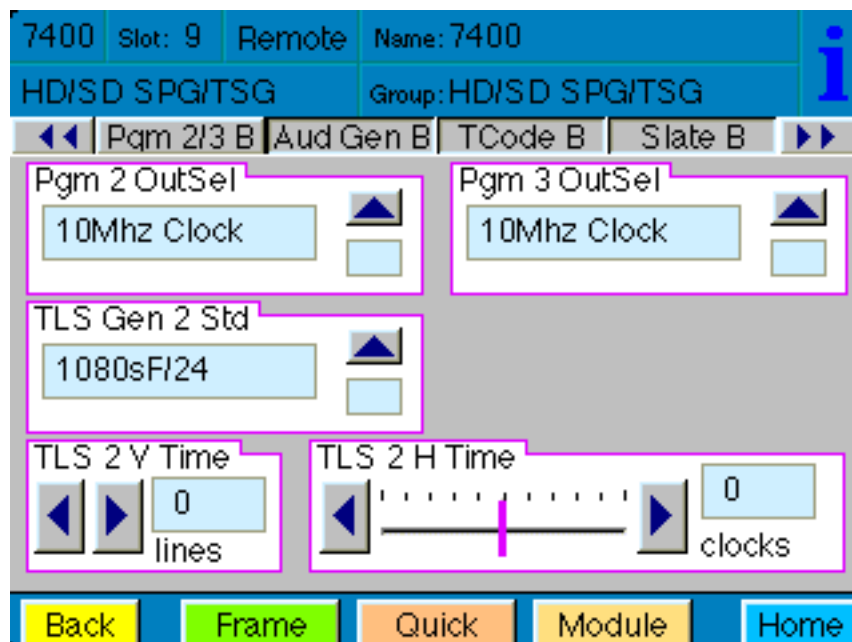 7400 Slot: 9 Remote Name: 7400
HD/SD SPG/TSG Group: HD/SD SPG/TSG
i
Pgm 2/3 B Aud Gen B TCode B Slate B
Pgm 2 OutSel Pgm 3 OutSel
10Mhz Clock 10Mhz Clock
TLS Gen 2 Std
1080sF/24
TLS 2 V Time TLS 2 H Time
0 0
lines clocks
Back Frame Quick Module Home